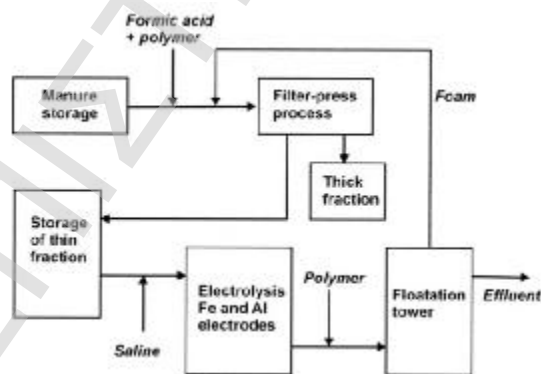 Formic acid
+ polymer
Manure
storage
Filter-press
process
Foam
Thick
fraction
Storage
of thin
fraction
Electrolysis
Fe and Al
electrodes
Polymer
Floatation
tower
Effluent
Saline